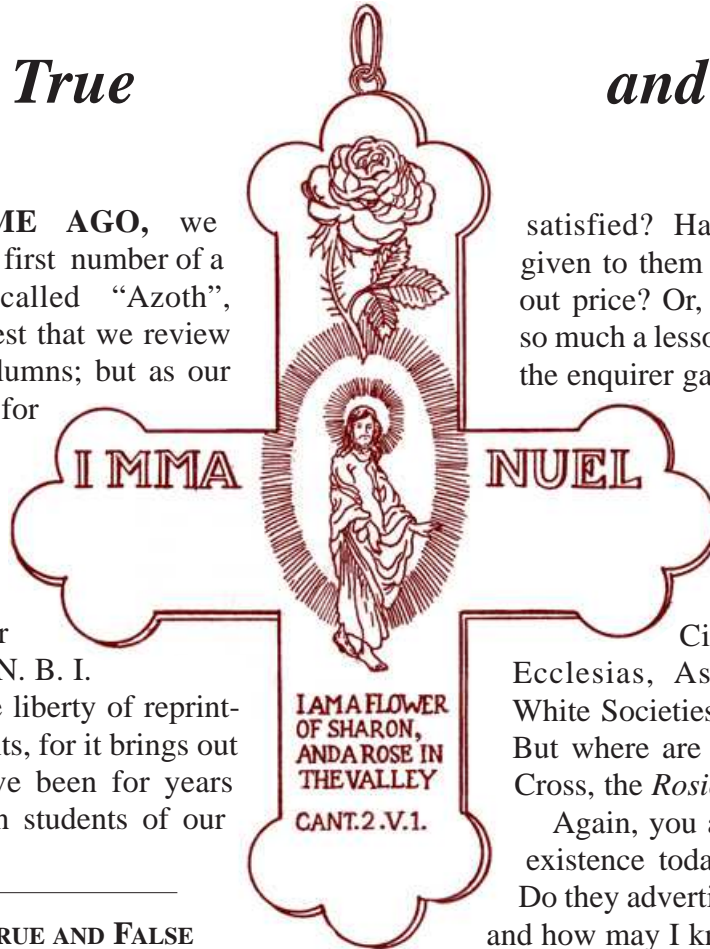 True and
ME AGO, we
first number of a
called “Azoth”,
est that we review
lumns; but as our
for
r
N. B. I.
e liberty of reprint-
ts, for it brings out
ve been for years
n students of our
RUE AND FALSE
I MMA NUEL
I AM A FLOWER
OF SHARON,
AND A ROSE IN
THE VALLEY
CANT. 2 . V. 1.
satisfied? Ha
given to them
out price? Or,
so much a lesso
the enquirer ga
Ci
Ecclesias, As
White Societies
But where are
Cross, the Rosi
Again, you a
existence toda
Do they adverti
and how may I kn